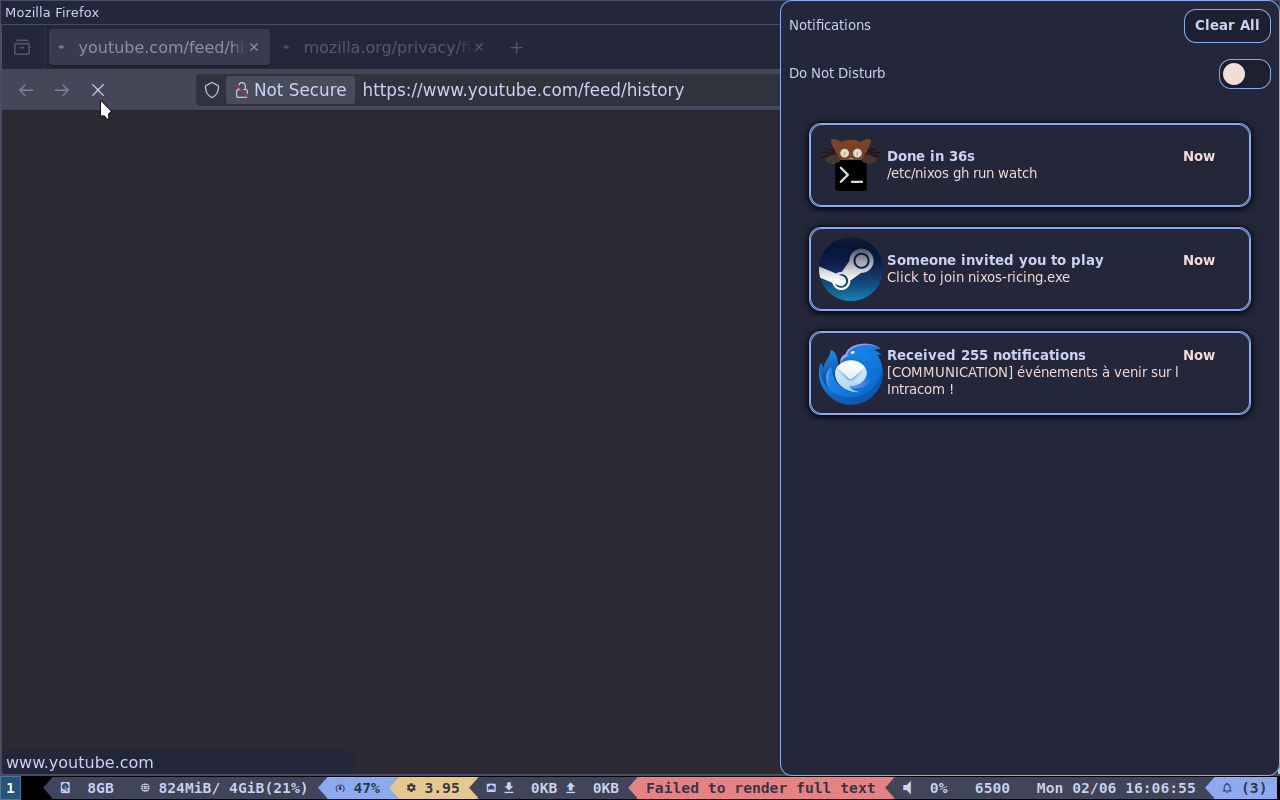 Mozilla Firefox
youtube.com/feed/hi
mozilla.org/privacy/f
Not Secure
https://www.youtube.com/feed/history
www.youtube.com
Notifications
Clear All
Do Not Disturb
Done in 36s
Now
/etc/nixos gh run watch
Someone invited you to play
Now
Click to join nixos-ricing.exe
Received 255 notifications
Now
[COMMUNICATION] événements à venir sur l
Intracom !
1
8GB
824MiB/ 4GiB(21%)
47%
3.95
0KB
0KB
Failed to render full text
0%
6500
Mon 02/06 16:06:55
(3)